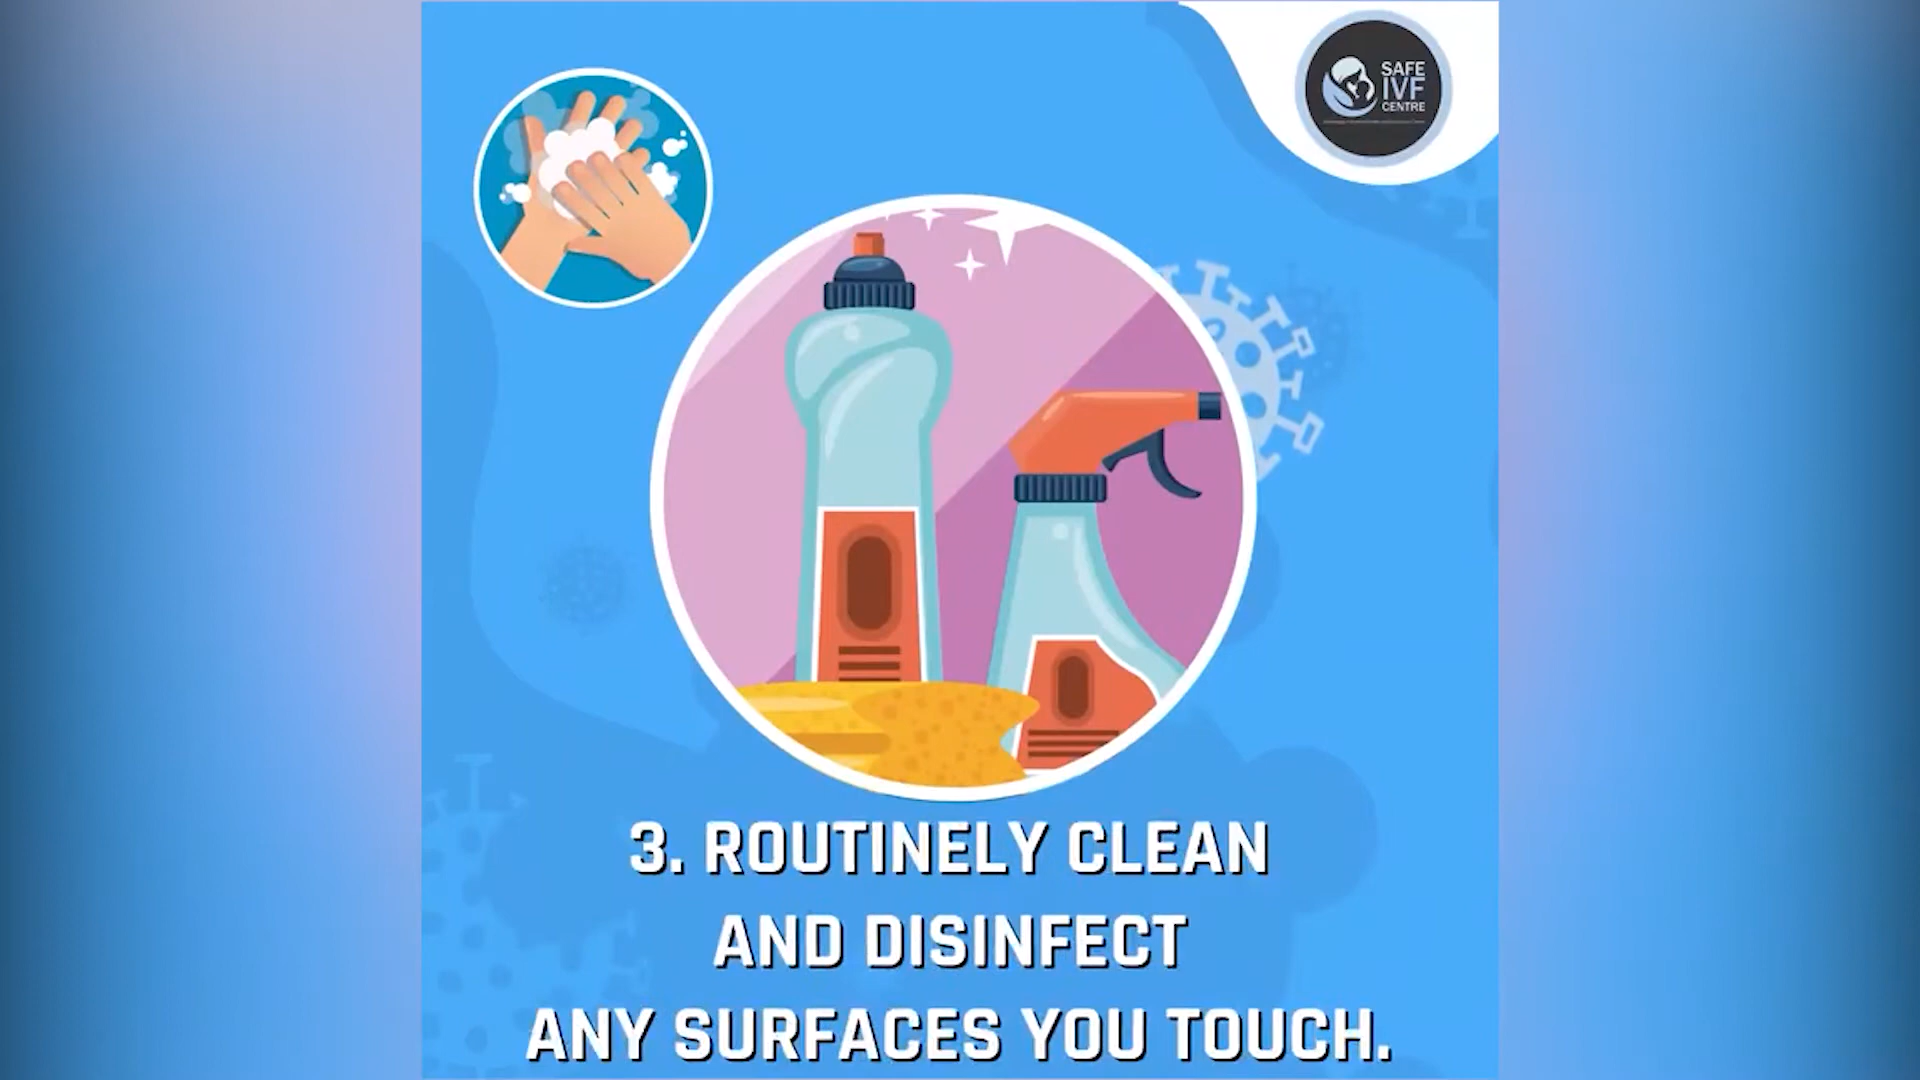 SAFE
IVF
CENTRE
3. ROUTINELY CLEAN
AND DISINFECT
ANY SURFACES YOU TOUCH.